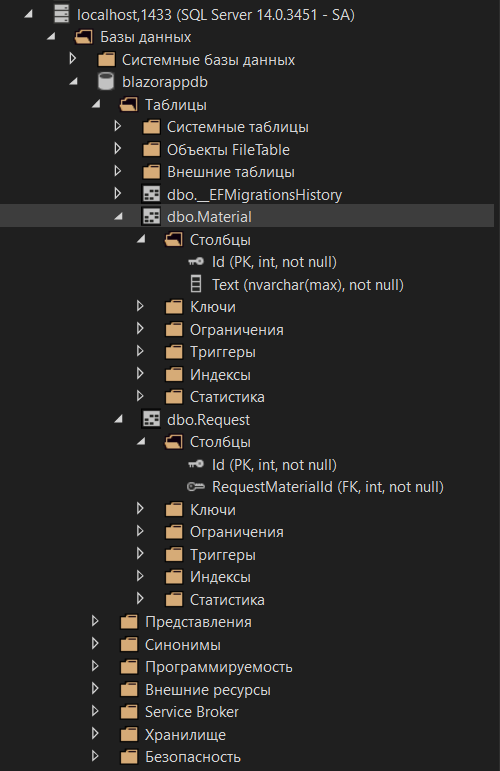 localhost,1433 (SQL Server 14.0.3451 - SA)
Базы данных
Системные базы данных
blazorappdb
Таблицы
Системные таблицы
Объекты FileTable
Внешние таблицы
dbo.__EFMigrationsHistory
dbo.Material
Столбцы
Id (PK, int, not null)
Text (nvarchar(max), not null)
Ключи
Ограничения
Триггеры
Индексы
Статистика
dbo.Request
Столбцы
Id (PK, int, not null)
RequestMaterialId (FK, int, not null)
Ключи
Ограничения
Триггеры
Индексы
Статистика
Представления
Синонимы
Программируемость
Внешние ресурсы
Service Broker
Хранилище
Безопасность